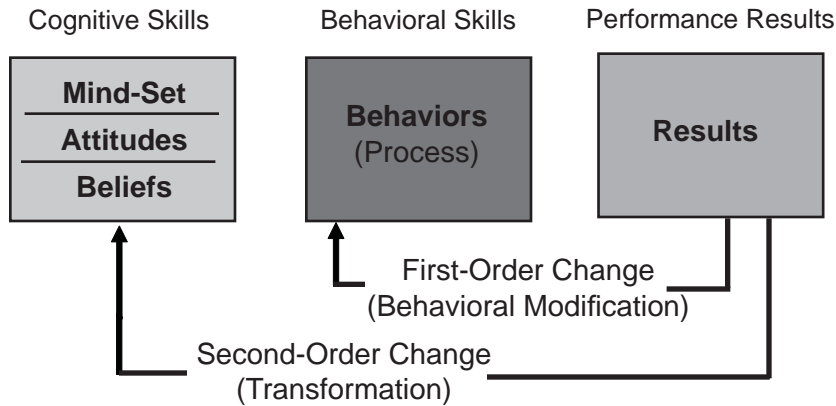 Cognitive Skills
Behavioral Skills
Performance Results
Mind-Set
Attitudes
Beliefs
Behaviors
(Process)
Results
First-Order Change
(Behavioral Modification)
Second-Order Change
(Transformation)